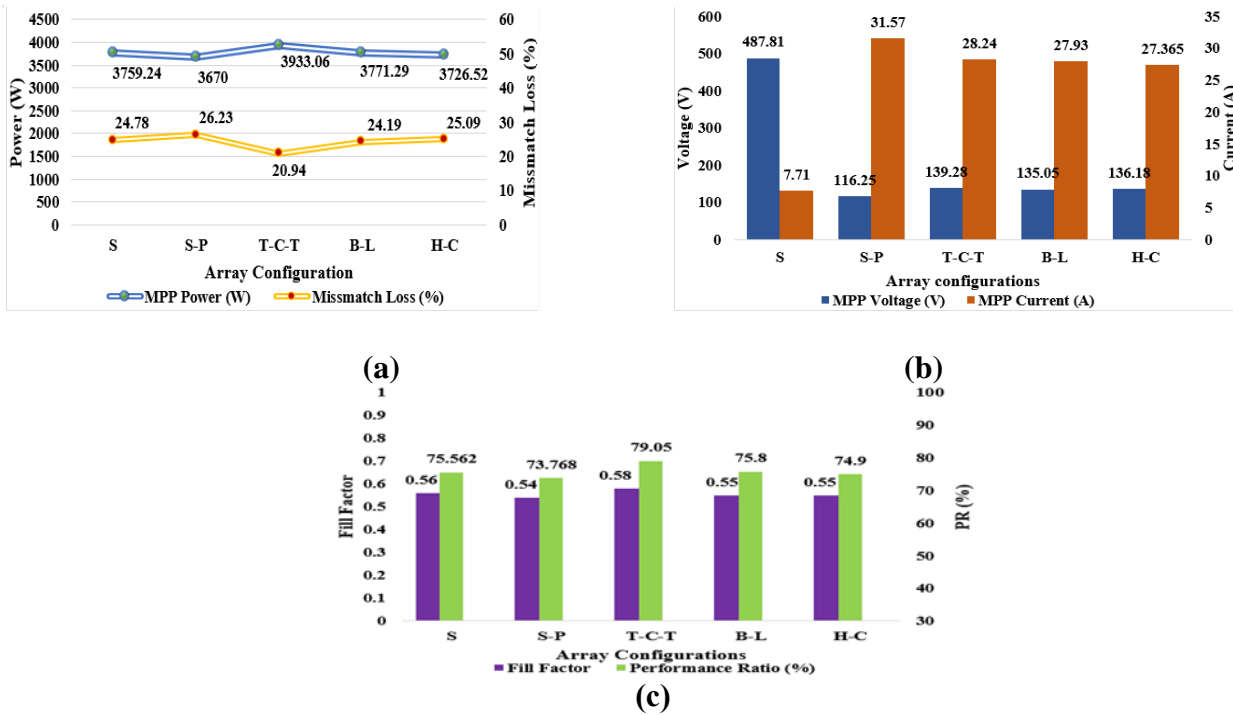 4500
4000
3500
3000
2500
2000
1500
1000
500
0
Power (W)
60
50
40
30
20
10
0
Missmatch Loss (%)
3759.24 3670 3933.06 3771.29 3726.52
24.78 26.23 20.94 24.19 25.09
S S-P T-C-T B-L H-C
Array Configuration
MPP Power (W) Missmatch Loss (%)
(a)
600
500
400
300
200
100
0
Voltage (V)
35
30
25
20
15
10
5
0
Current (A)
487.81 7.71 116.25 31.57 139.28 28.24 135.05 27.93 136.18 27.365
S S-P T-C-T B-L H-C
Array configurations
MPP Voltage (V) MPP Current (A)
(b)
1
0.9
0.8
0.7
0.6
0.5
0.4
0.3
0.2
0.1
0
Fill Factor
100
90
80
70
60
50
40
30
PR (%)
0.56 75.562 0.54 73.768 0.58 79.05 0.55 75.8 0.55 74.9
S S-P T-C-T B-L H-C
Array Configurations
Fill Factor Performance Ratio (%)
(c)